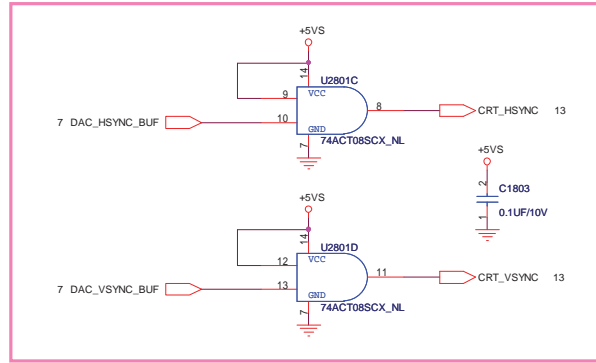 +5VS
14
U2801C
9
VCC
8
CRT_HSYNC 13
7 DAC_HSYNC_BUF
10
GND
7
74ACT08SCX_NL
+5VS
2
C1803
1
0.1UF/10V
+5VS
14
U2801D
12
VCC
11
CRT_VSYNC 13
7 DAC_VSYNC_BUF
13
GND
7
74ACT08SCX_NL